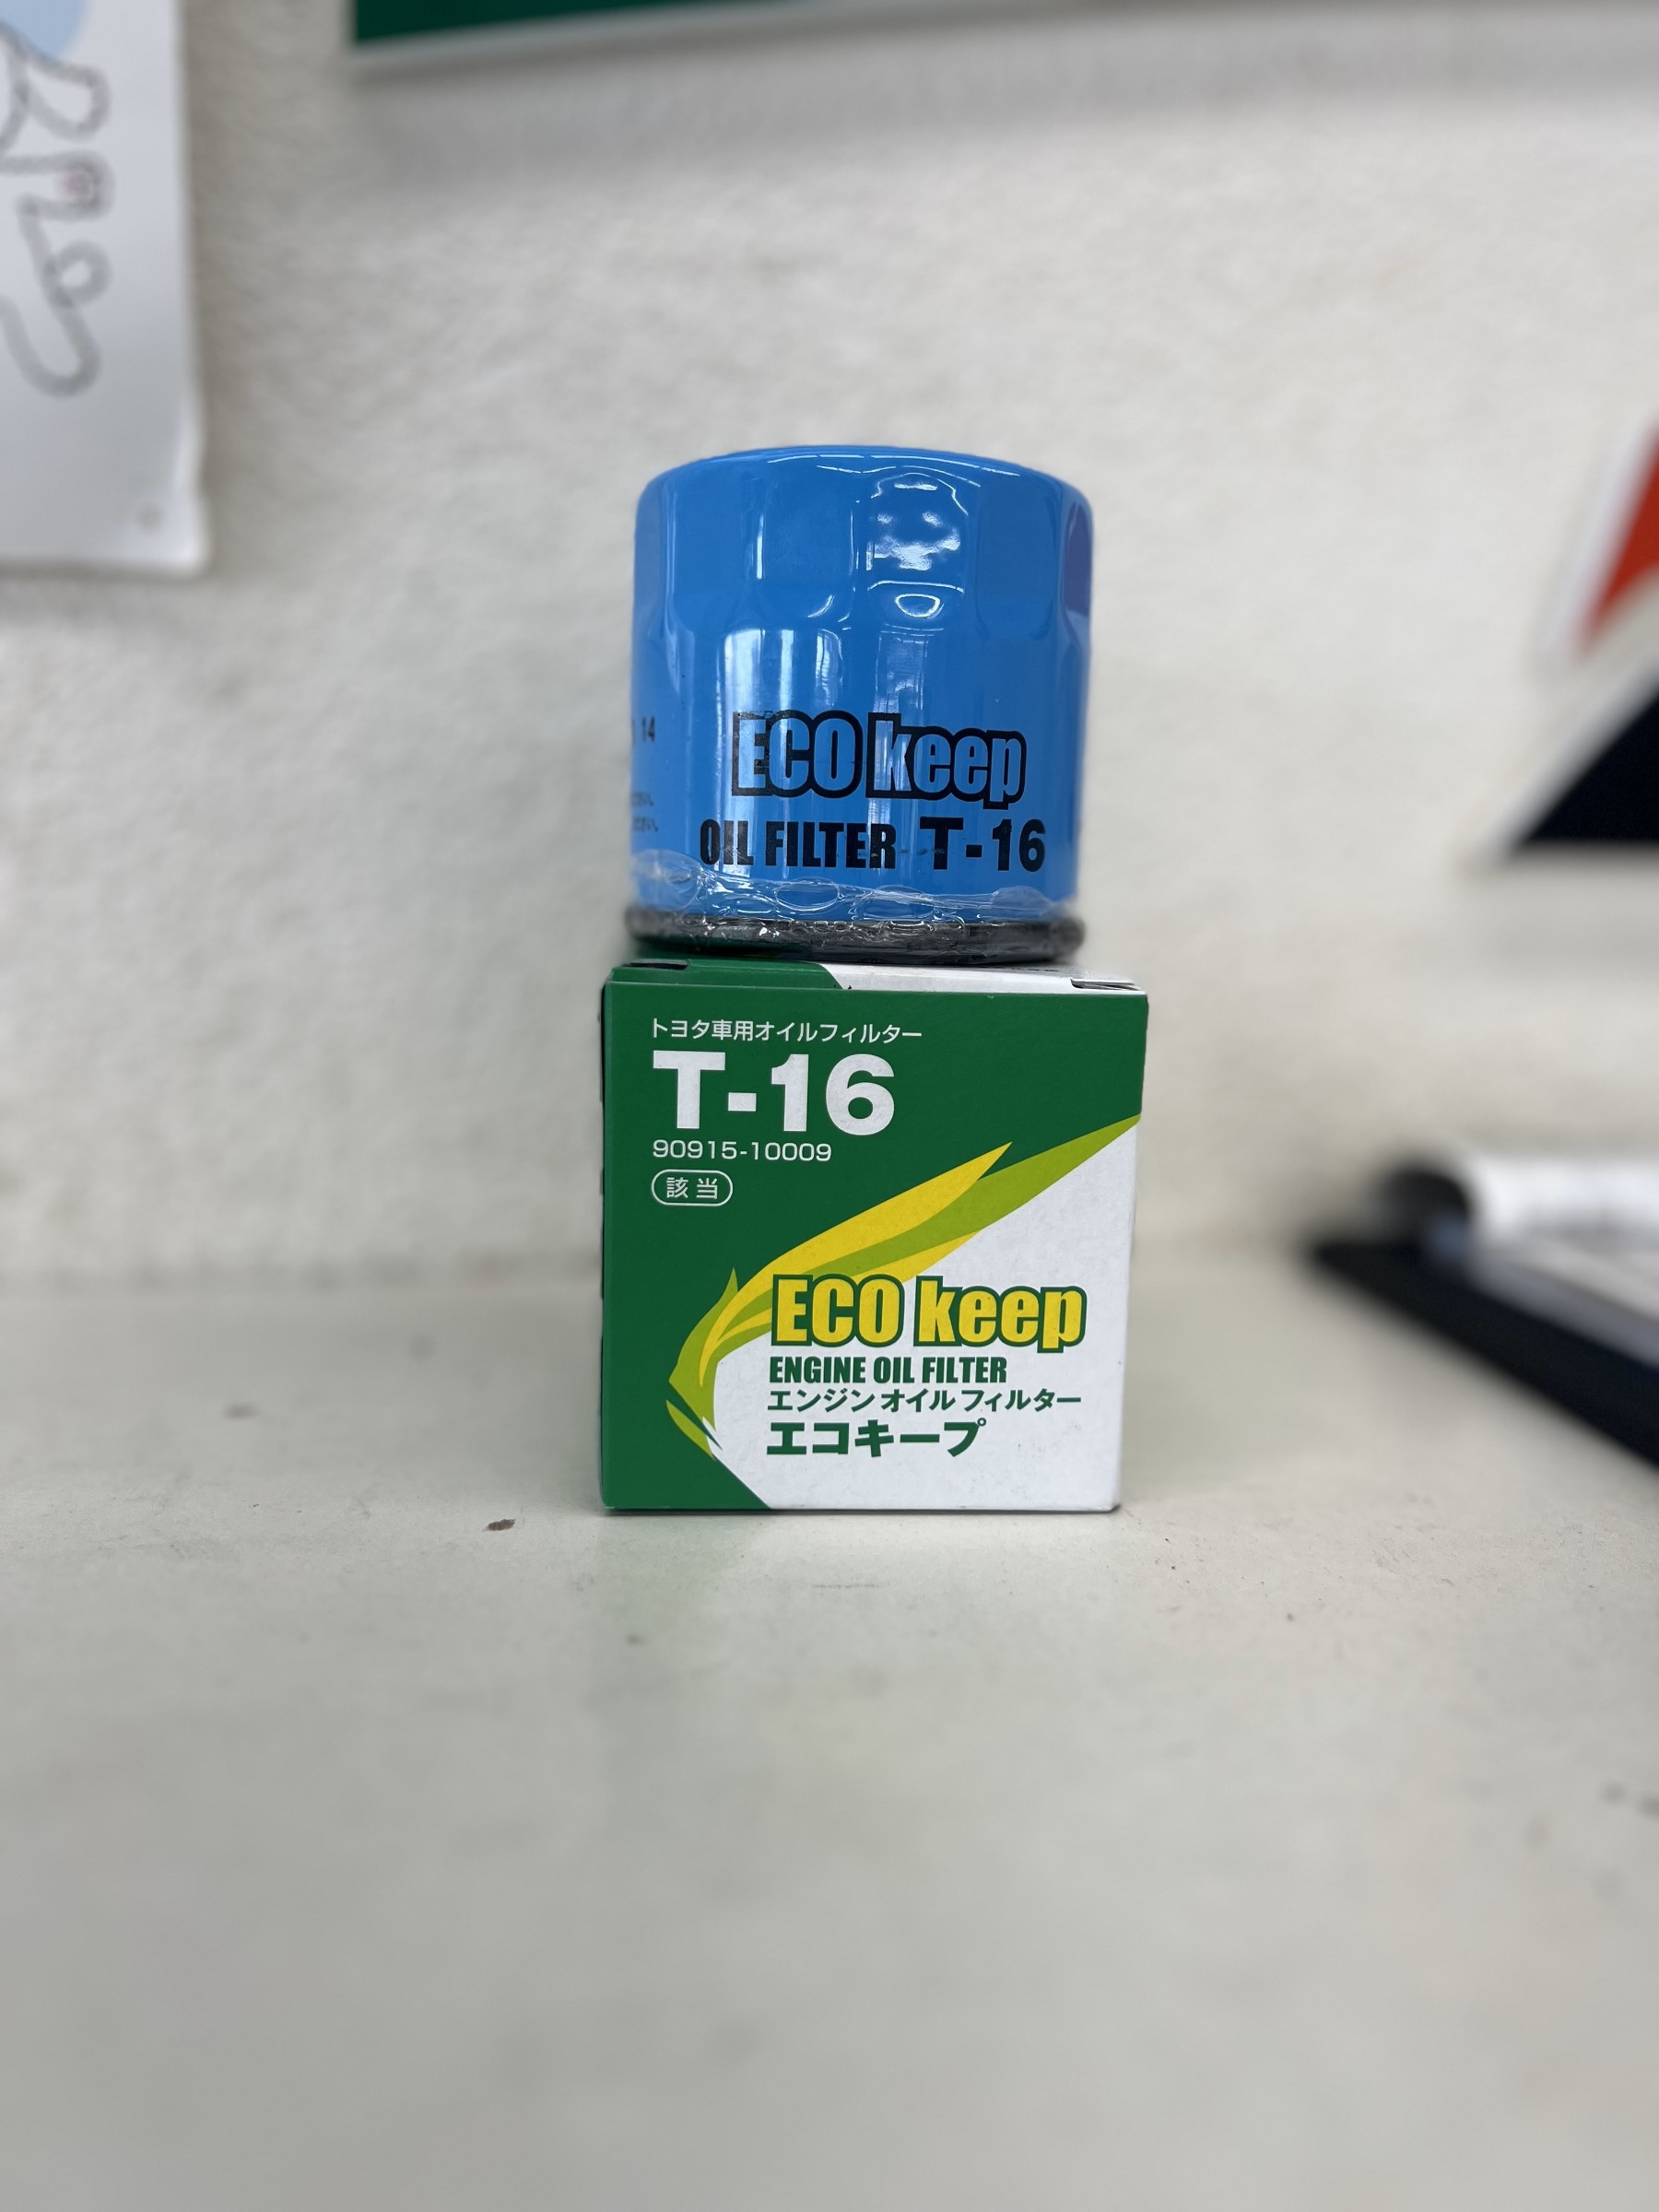 14
ECO keep
OIL FILTER T-16
トヨタ車用オイルフィルター
T-16
90915-10009
該当
ECO keep
ENGINE OIL FILTER
エンジン オイル フィルター
エコキープ